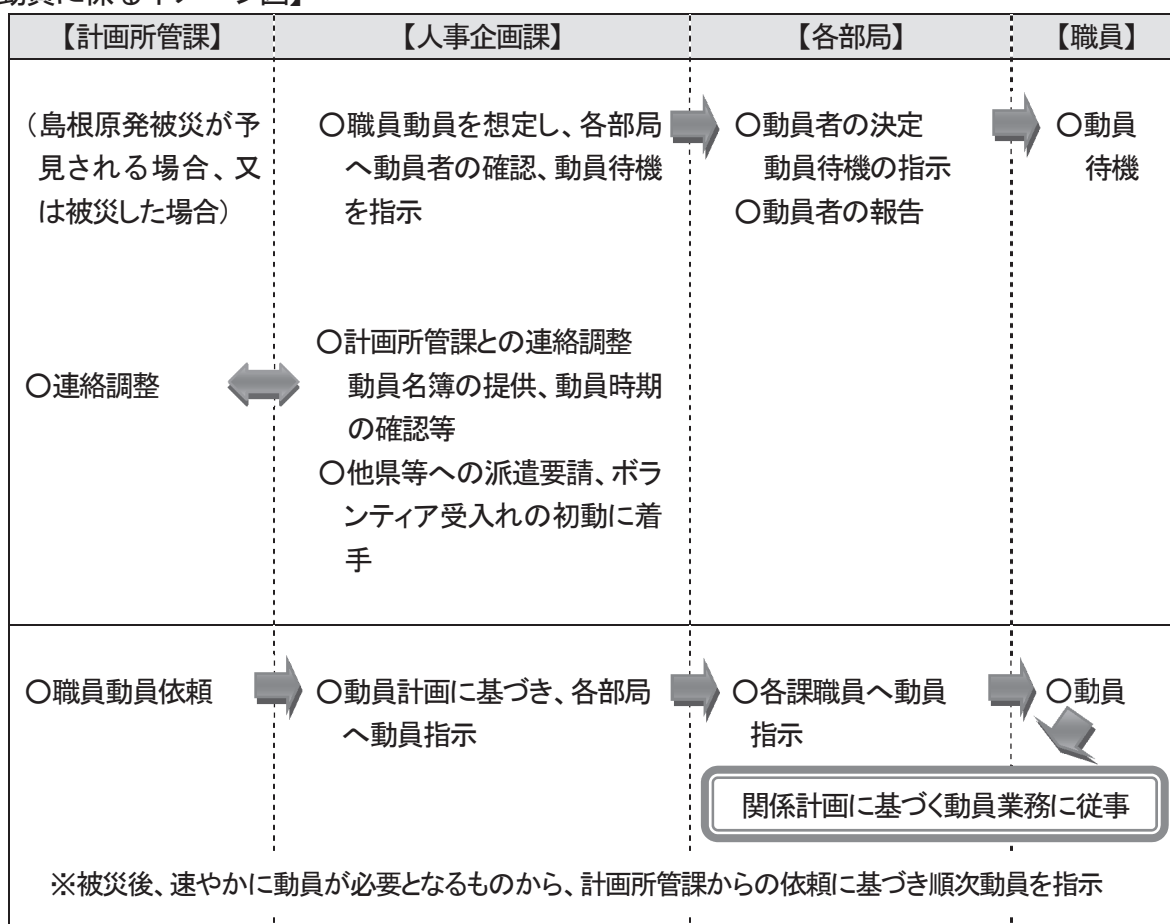 【計画所管課】
【人事企画課】
【各部局】
【職員】
（島根原発被災が予
見される場合、又
は被災した場合）
○職員動員を想定し、各部局
へ動員者の確認、動員待機
を指示
○動員者の決定
動員待機の指示
○動員者の報告
○動員
待機
○連絡調整
○計画所管課との連絡調整
動員名簿の提供、動員時期
の確認等
○他県等への派遣要請、ボラ
ンティア受入れの初動に着
手
○職員動員依頼
○動員計画に基づき、各部局
へ動員指示
○各課職員へ動員
指示
○動員
関係計画に基づく動員業務に従事
※被災後、速やかに動員が必要となるものから、計画所管課からの依頼に基づき順次動員を指示